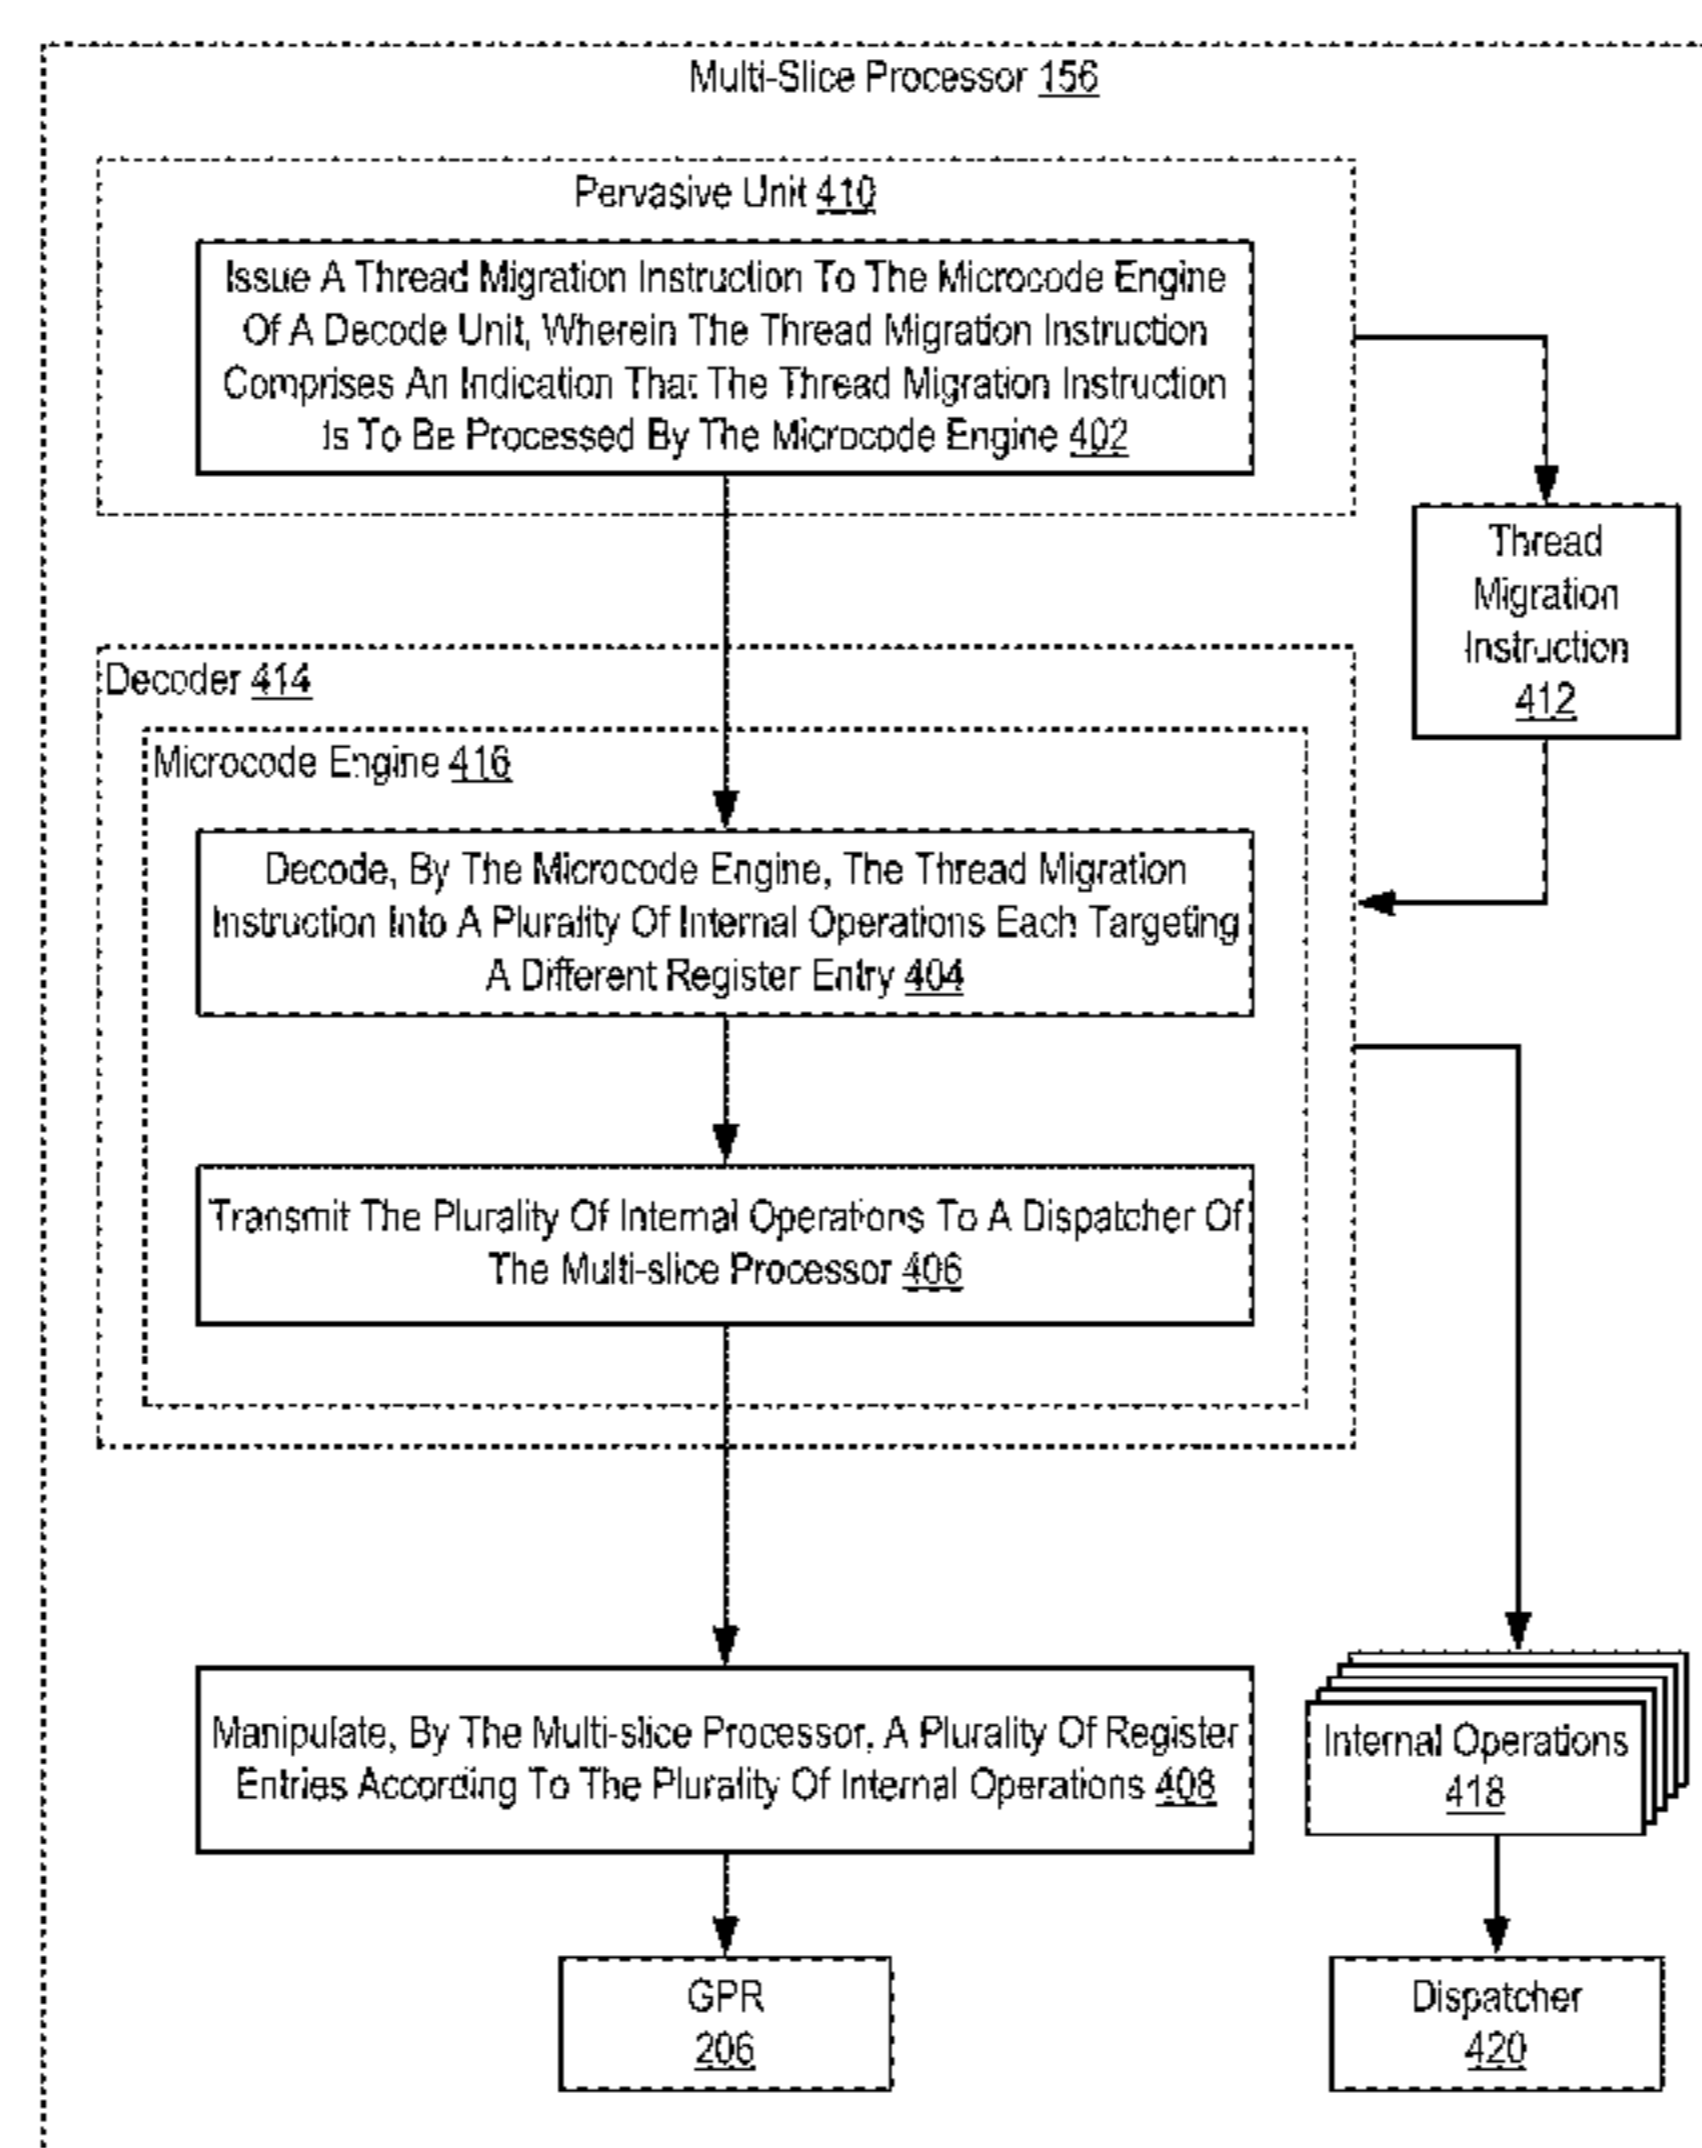 Multi-Slice Processor 156
Pervasive Unit 410
Issue A Thread Migration Instruction To The Microcode Engine
Of A Decode Unit, Wherein The Thread Migration Instruction
Comprises An Indication That The Thread Migration Instruction
Is To Be Processed By The Microcode Engine 402
Thread
Migration
Instruction
412
Decoder 414
Microcode Engine 416
Decode, By The Microcode Engine, The Thread Migration
Instruction Into A Plurality Of Internal Operations Each Targeting
A Different Register Entry 404
Transmit The Plurality Of Internal Operations To A Dispatcher Of
The Multi-slice Processor 406
Manipulate, By The Multi-slice Processor, A Plurality Of Register
Entries According To The Plurality Of Internal Operations 408
Internal Operations
418
GPR
206
Dispatcher
420